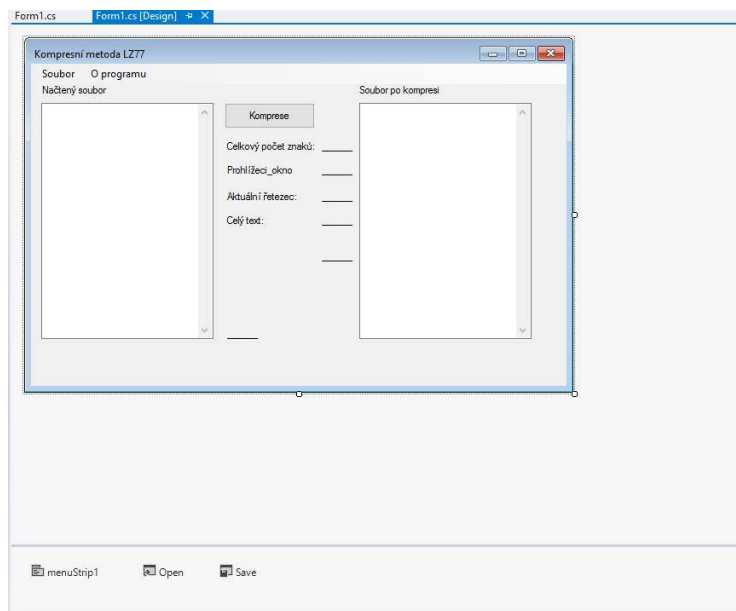 Form1.cs
Form1.cs [Design]
Kompresní metoda LZ77
Soubor O programu
Načtený soubor
Soubor po kompresi
Komprese
Celkový počet znaků:
Prohlížeci_okno
Aktuální řetezec:
Celý text:
menuStrip1
Open
Save